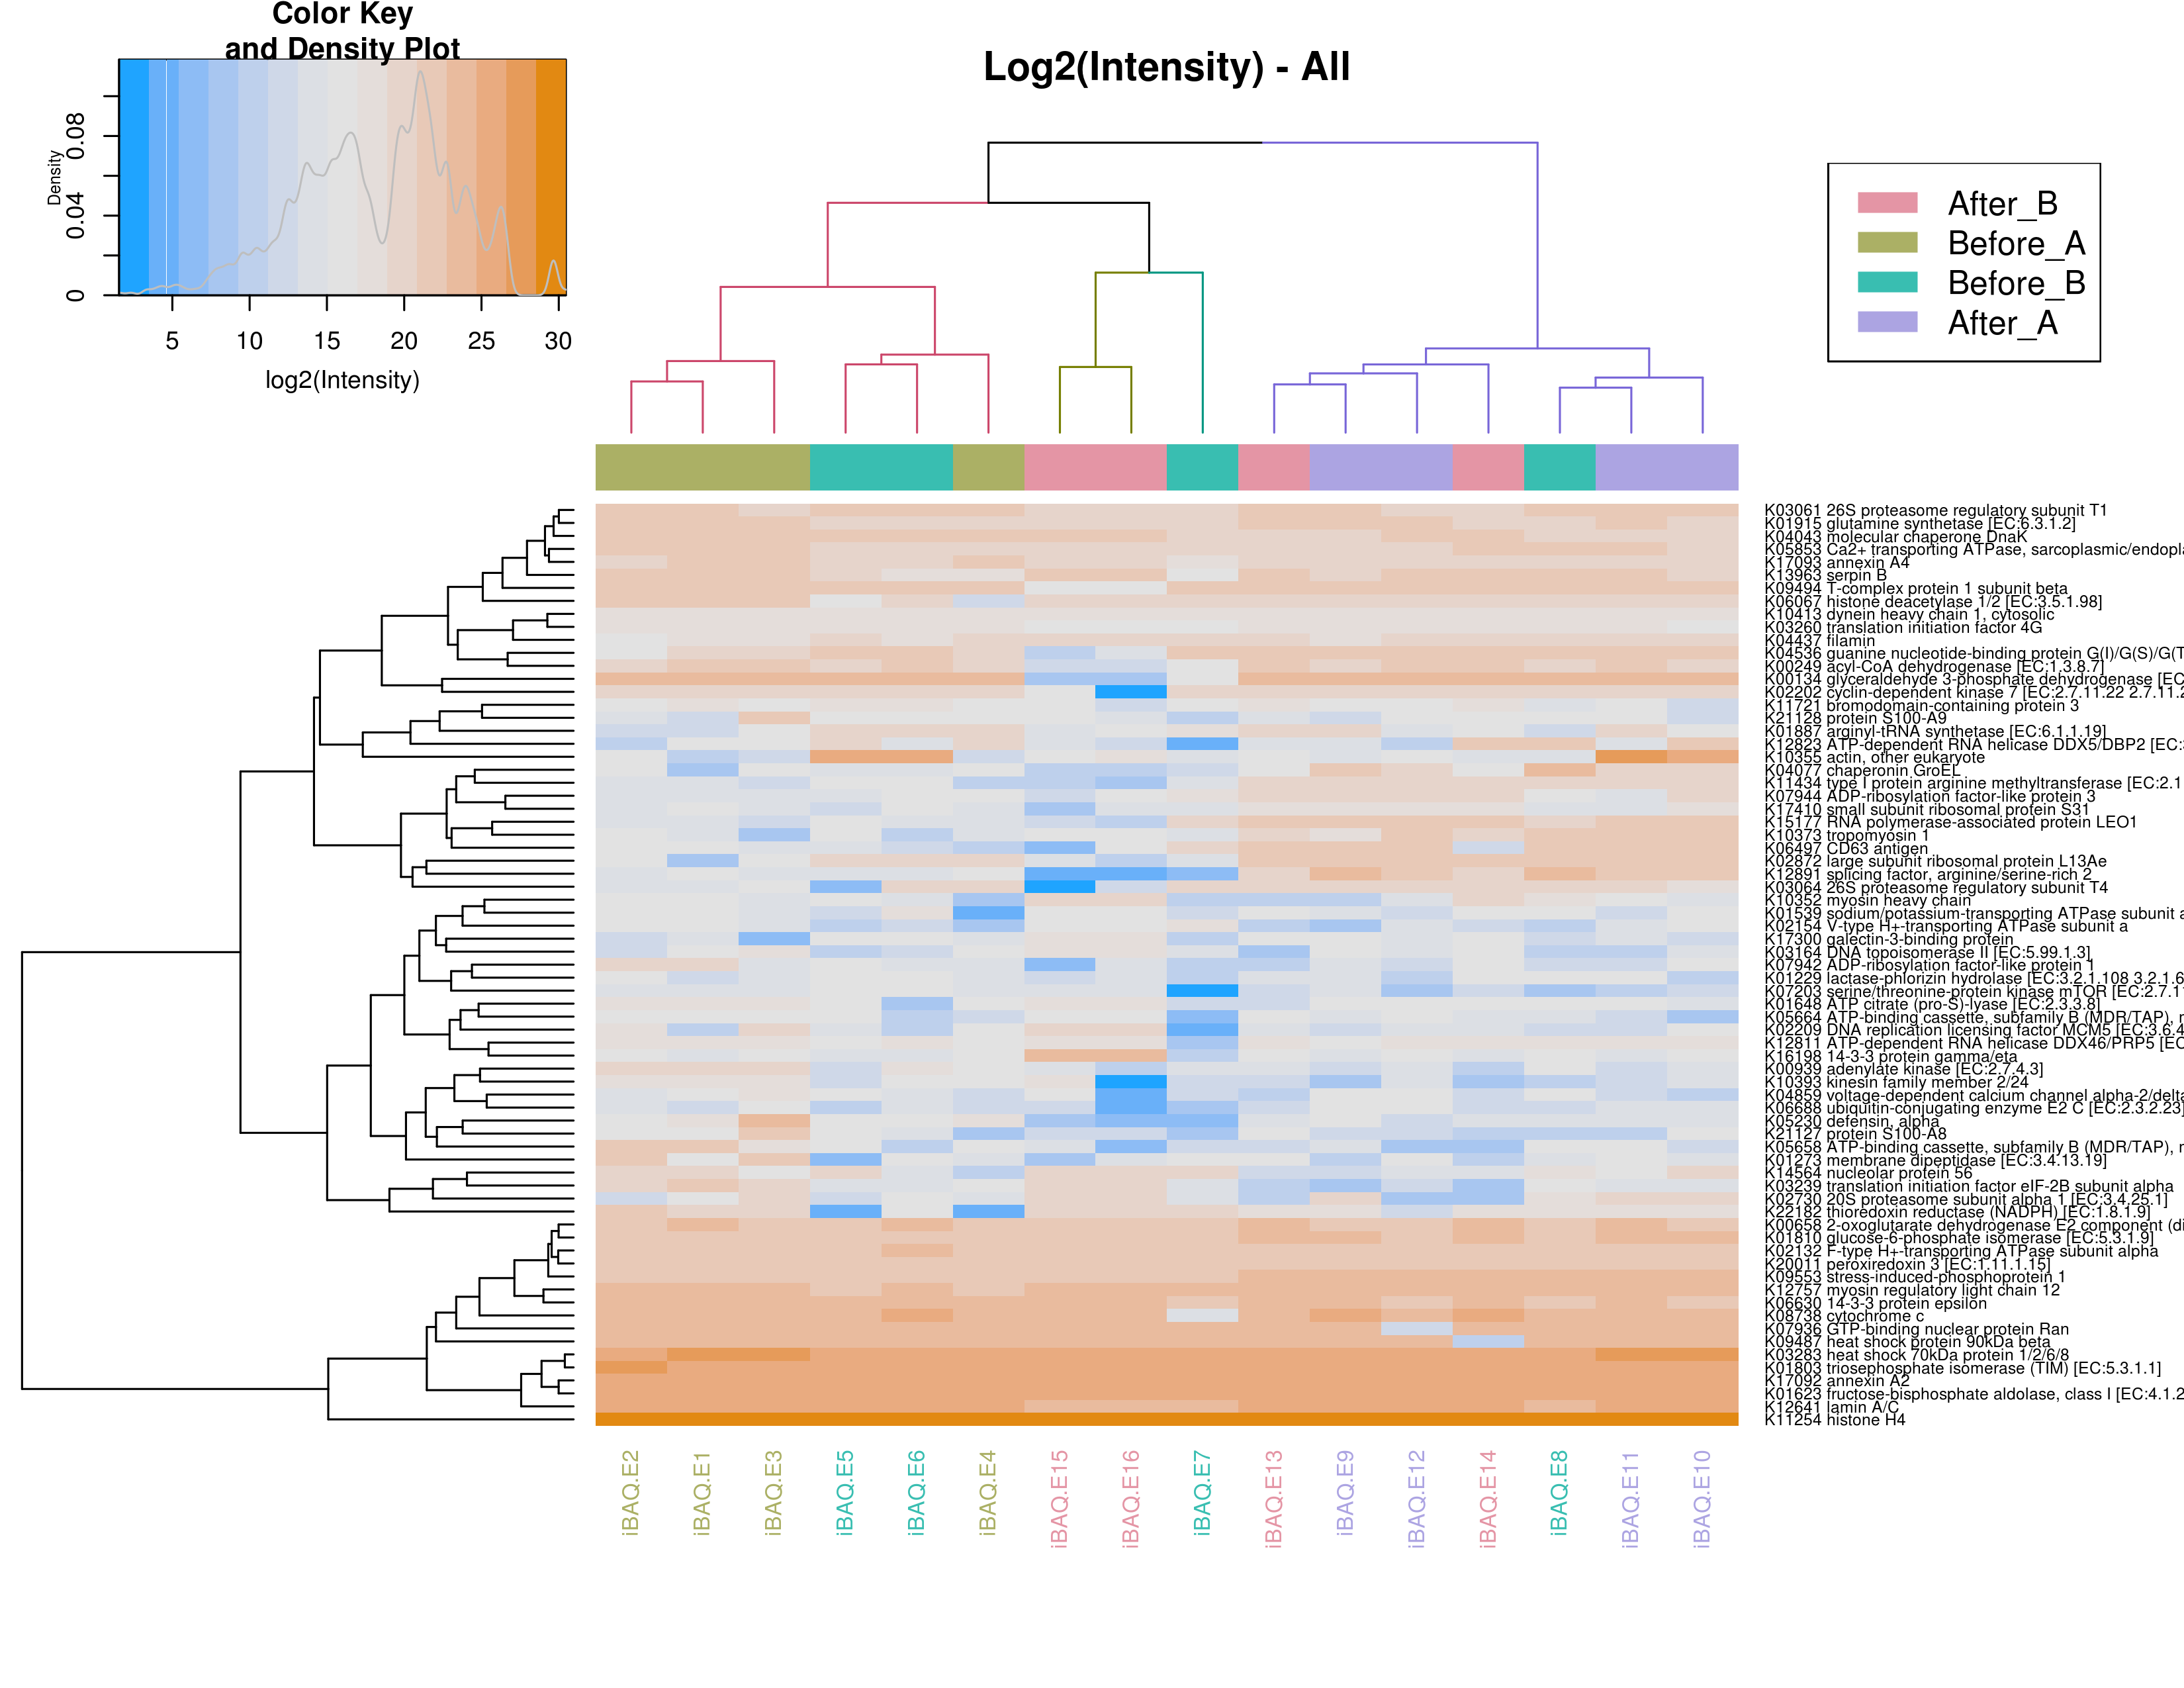 Color Key
and Density Plot
Density
0
0.04
0.08
5 10 15 20 25 30
log2(Intensity)
Log2(Intensity) - All
After_B
Before_A
Before_B
After_A
K03061 26S proteasome regulatory subunit T1
K01915 glutamine synthetase [EC:6.3.1.2]
K04043 molecular chaperone DnaK
K05853 Ca2+ transporting ATPase, sarcoplasmic/endopla
K17093 annexin A4
K13963 serpin B
K09494 T-complex protein 1 subunit beta
K06067 histone deacetylase 1/2 [EC:3.5.1.98]
K10413 dynein heavy chain 1, cytosolic
K03260 translation initiation factor 4G
K04437 filamin
K04536 guanine nucleotide-binding protein G(I)/G(S)/G(T
K00249 acyl-CoA dehydrogenase [EC:1.3.8.7]
K00134 glyceraldehyde 3-phosphate dehydrogenase [EC
K02202 cyclin-dependent kinase 7 [EC:2.7.11.22 2.7.11.2
K11721 bromodomain-containing protein 3
K21128 protein S100-A9
K01887 arginyl-tRNA synthetase [EC:6.1.1.19]
K12823 ATP-dependent RNA helicase DDX5/DBP2 [EC:
K10355 actin, other eukaryote
K04077 chaperonin GroEL
K11434 type I protein arginine methyltransferase [EC:2.1
K07944 ADP-ribosylation factor-like protein 3
K17410 small subunit ribosomal protein S31
K15177 RNA polymerase-associated protein LEO1
K10373 tropomyosin 1
K06497 CD63 antigen
K02872 large subunit ribosomal protein L13Ae
K12891 splicing factor, arginine/serine-rich 2
K03064 26S proteasome regulatory subunit T4
K10352 myosin heavy chain
K01539 sodium/potassium-transporting ATPase subunit a
K02154 V-type H+-transporting ATPase subunit a
K17300 galectin-3-binding protein
K03164 DNA topoisomerase II [EC:5.99.1.3]
K07942 ADP-ribosylation factor-like protein 1
K01229 lactase-phlorizin hydrolase [EC:3.2.1.108 3.2.1.6
K07203 serine/threonine-protein kinase mTOR [EC:2.7.11
K01648 ATP citrate (pro-S)-lyase [EC:2.3.3.8]
K05664 ATP-binding cassette, subfamily B (MDR/TAP), m
K02209 DNA replication licensing factor MCM5 [EC:3.6.4
K12811 ATP-dependent RNA helicase DDX46/PRP5 [EC
K16198 14-3-3 protein gamma/eta
K00939 adenylate kinase [EC:2.7.4.3]
K10393 kinesin family member 2/24
K04859 voltage-dependent calcium channel alpha-2/delta
K06688 ubiquitin-conjugating enzyme E2 C [EC:2.3.2.23]
K05230 defensin, alpha
K21127 protein S100-A8
K05658 ATP-binding cassette, subfamily B (MDR/TAP), m
K01273 membrane dipeptidase [EC:3.4.13.19]
K14564 nucleolar protein 56
K03239 translation initiation factor eIF-2B subunit alpha
K02730 20S proteasome subunit alpha 1 [EC:3.4.25.1]
K22182 thioredoxin reductase (NADPH) [EC:1.8.1.9]
K00658 2-oxoglutarate dehydrogenase E2 component (di
K01810 glucose-6-phosphate isomerase [EC:5.3.1.9]
K02132 F-type H+-transporting ATPase subunit alpha
K20011 peroxiredoxin 3 [EC:1.11.1.15]
K09553 stress-induced-phosphoprotein 1
K12757 myosin regulatory light chain 12
K06630 14-3-3 protein epsilon
K08738 cytochrome c
K07936 GTP-binding nuclear protein Ran
K09487 heat shock protein 90kDa beta
K03283 heat shock 70kDa protein 1/2/6/8
K01803 triosephosphate isomerase (TIM) [EC:5.3.1.1]
K17092 annexin A2
K01623 fructose-bisphosphate aldolase, class I [EC:4.1.2
K12641 lamin A/C
K11254 histone H4
iBAQ.E2
iBAQ.E1
iBAQ.E3
iBAQ.E5
iBAQ.E6
iBAQ.E4
iBAQ.E15
iBAQ.E16
iBAQ.E7
iBAQ.E13
iBAQ.E9
iBAQ.E12
iBAQ.E14
iBAQ.E8
iBAQ.E11
iBAQ.E10